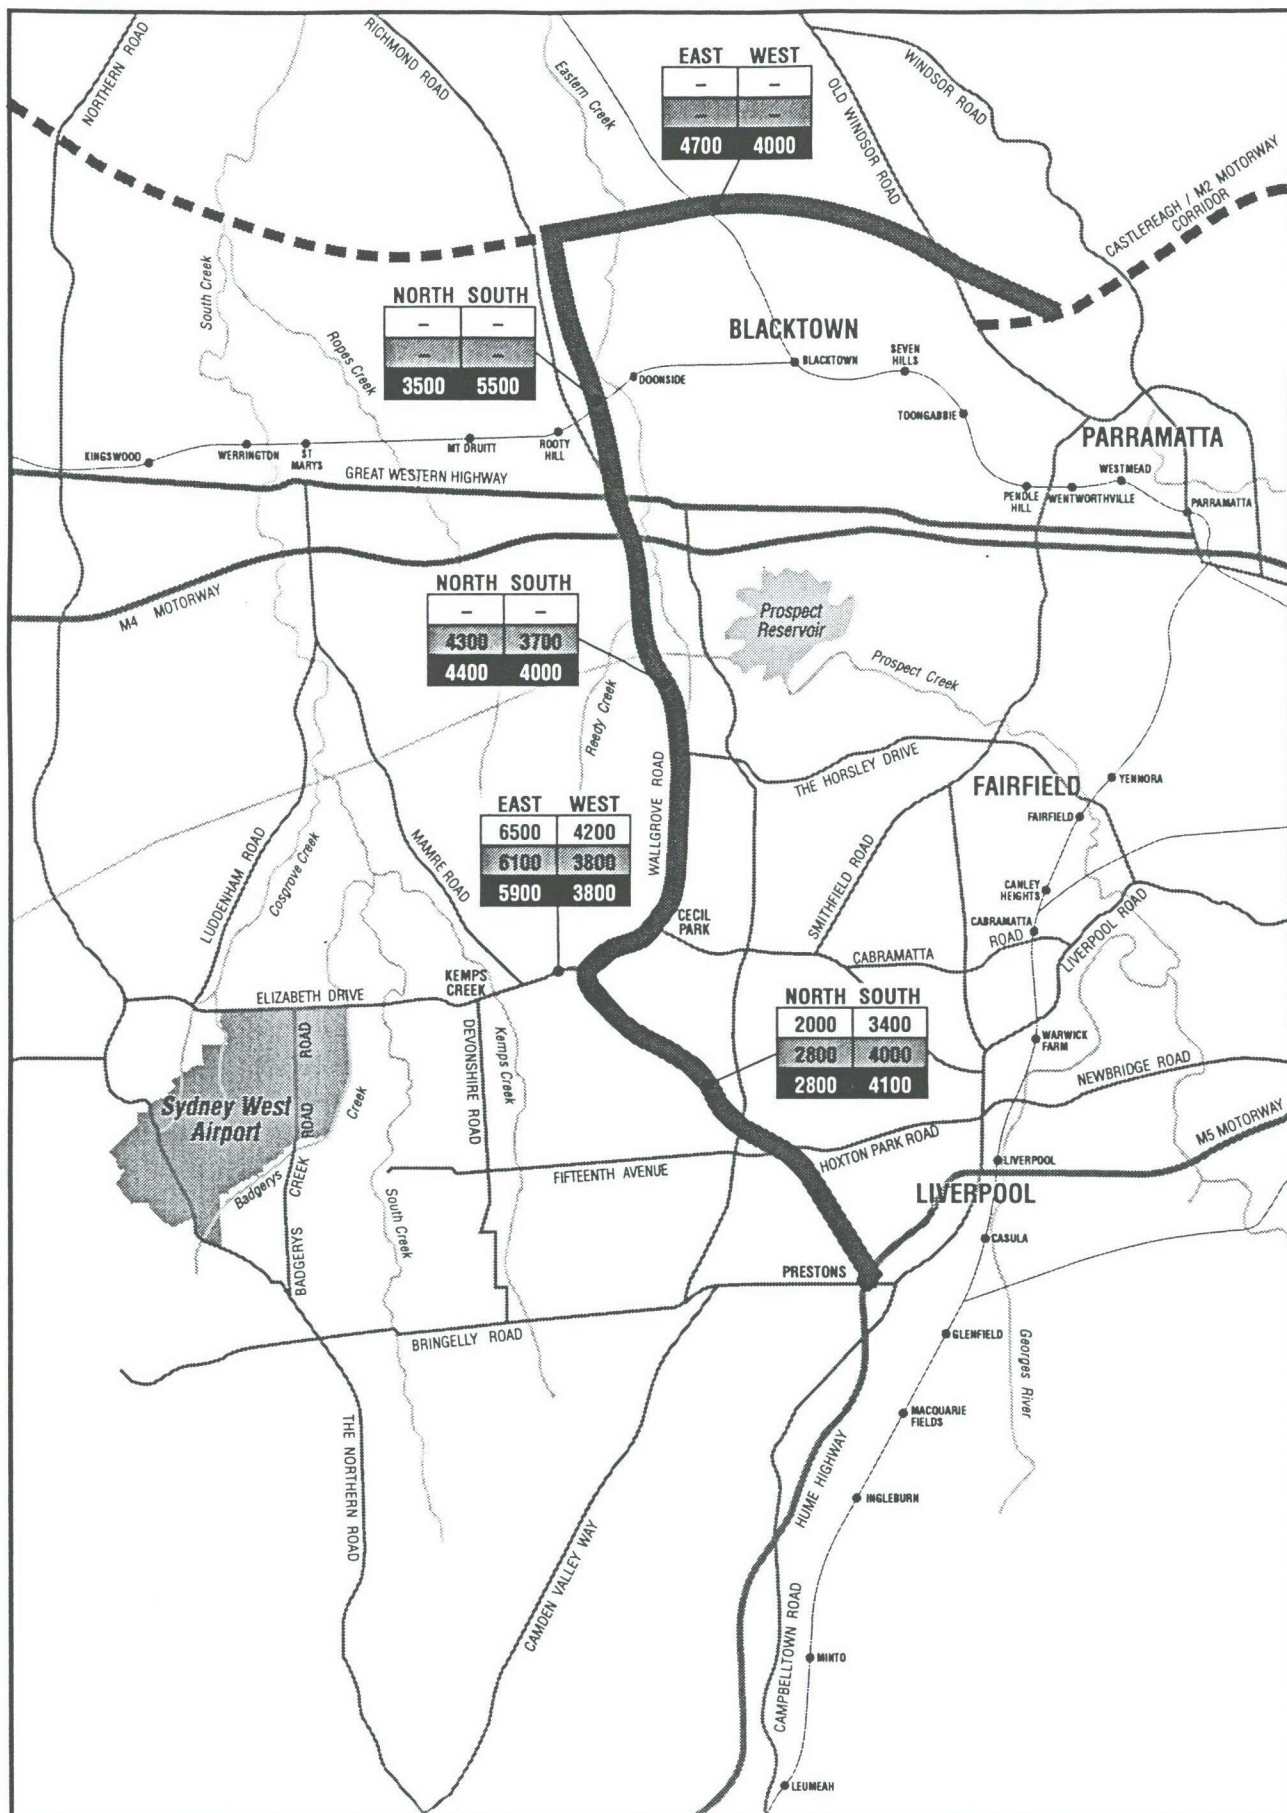 NORTHERN ROAD
RICHMOND ROAD
Eastern Creek
EAST WEST
– –
– –
4700 4000
OLD WINDSOR ROAD
WINDSOR ROAD
CASTLEREAGH / M2 MOTORWAY
CORRIDOR
South Creek
Ropes Creek
NORTH SOUTH
– –
– –
3500 5500
BLACKTOWN
BLACKTOWN
SEVEN
HILLS
DOONSIDE
TOONGABBIE
PARRAMATTA
KINGSWOOD
WERRINGTON
ST
MARYS
MT DRUITT
ROOTY
HILL
GREAT WESTERN HIGHWAY
WESTMEAD
PENDLE
HILL
WENTWORTHVILLE
PARRAMATTA
M4 MOTORWAY
NORTH SOUTH
– –
4300 3700
4400 4000
Prospect
Reservoir
Prospect Creek
Reedy Creek
WALLGROVE ROAD
THE HORSLEY DRIVE
FAIRFIELD
YENNORA
FAIRFIELD
EAST WEST
6500 4200
6100 3800
5900 3800
LUDDENHAM ROAD
Cosgrove Creek
MAMRE ROAD
SMITHFIELD ROAD
CANLEY
HEIGHTS
CECIL
PARK
CABRAMATTA
CABRAMATTA ROAD
LIVERPOOL ROAD
KEMPS
CREEK
ELIZABETH DRIVE
NORTH SOUTH
2000 3400
2800 4000
2800 4100
WARWICK
FARM
NEWBRIDGE ROAD
DEVONSHIRE ROAD
Kemps Creek
ROAD
Sydney West
Airport
ROAD
Creek
Badgerys
BADGERYS CREEK
HOXTON PARK ROAD
M5 MOTORWAY
FIFTEENTH AVENUE
LIVERPOOL
LIVERPOOL
South Creek
CASULA
PRESTONS
BRINGELLY ROAD
GLENFIELD
Georges River
MACQUARIE
FIELDS
THE NORTHERN ROAD
HUME HIGHWAY
INGLEBURN
CAMDEN VALLEY WAY
CAMPBELLTOWN ROAD
MINTO
LEUMEAH